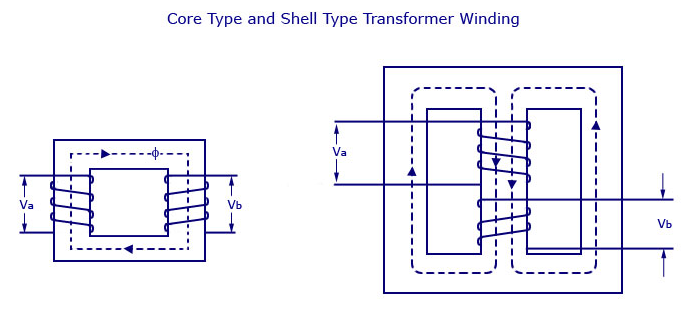 Core Type and Shell Type Transformer Winding
ϕ
Va
Vb
Va
Vb